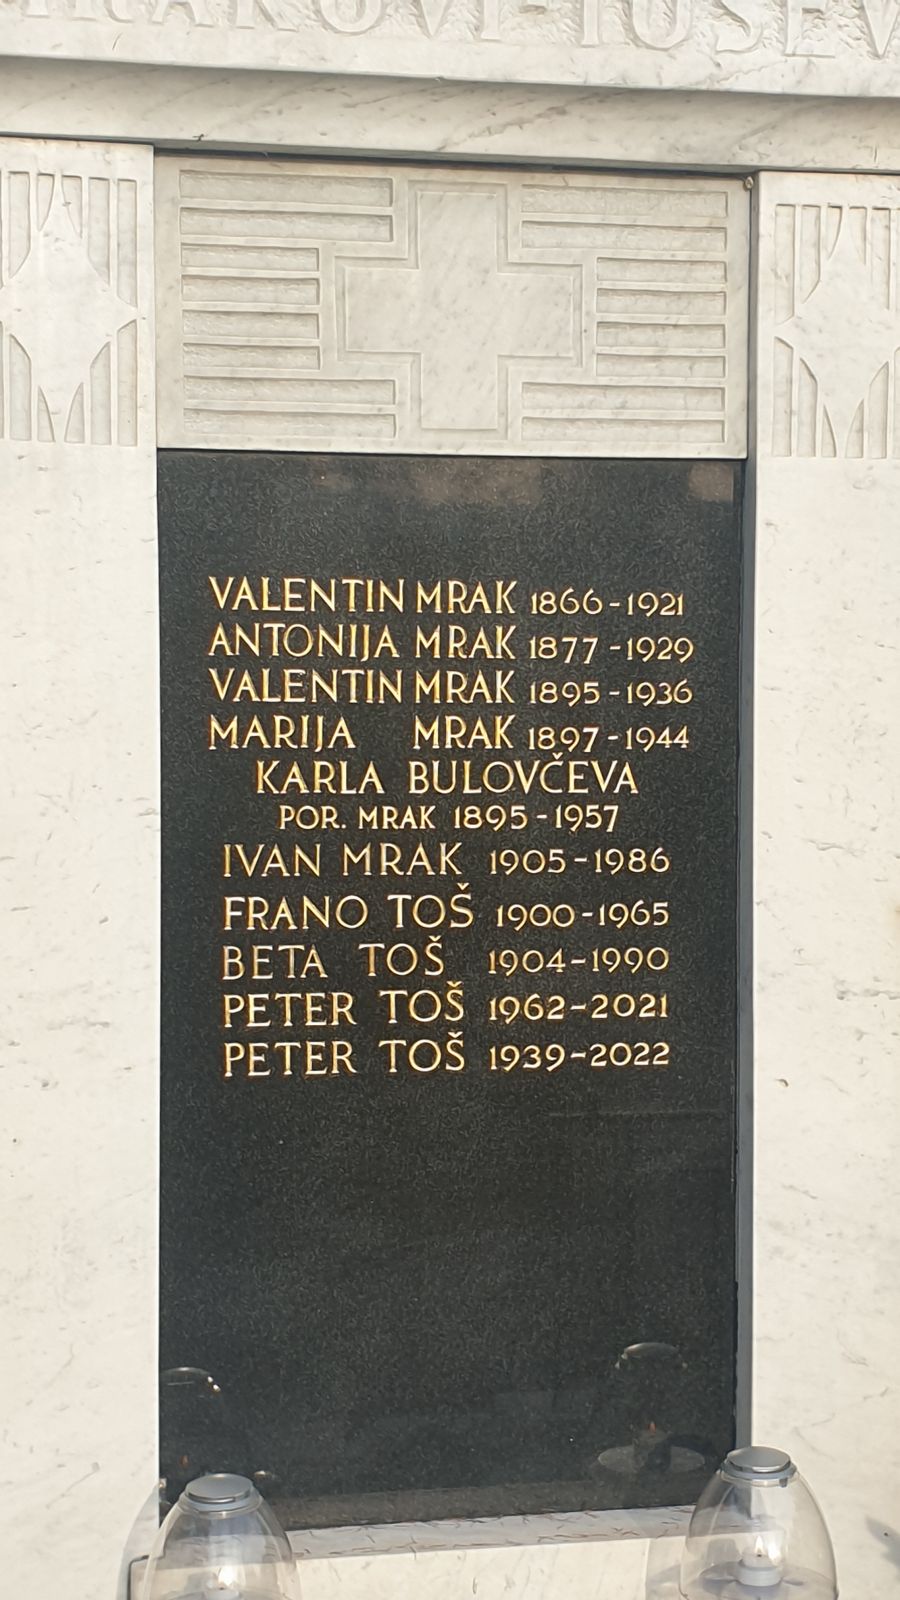 MRAKOVI-TOŠEVI
VALENTIN MRAK 1866-1921
ANTONIJA MRAK 1877-1929
VALENTIN MRAK 1895-1936
MARIJA MRAK 1897-1944
KARLA BULOVČEVA
POR. MRAK 1895-1957
IVAN MRAK 1905-1986
FRANO TOŠ 1900-1965
BETA TOŠ 1904-1990
PETER TOŠ 1962-2021
PETER TOŠ 1939-2022